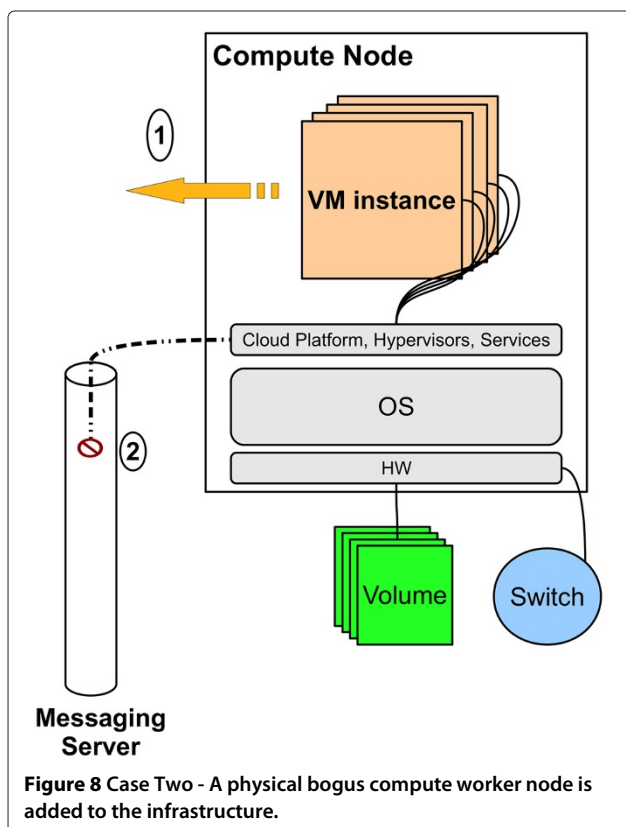 Compute Node
1
VM instance
Cloud Platform, Hypervisors, Services
OS
2
HW
Volume
Switch
Messaging
Server
Figure 8 Case Two - A physical bogus compute worker node is
added to the infrastructure.